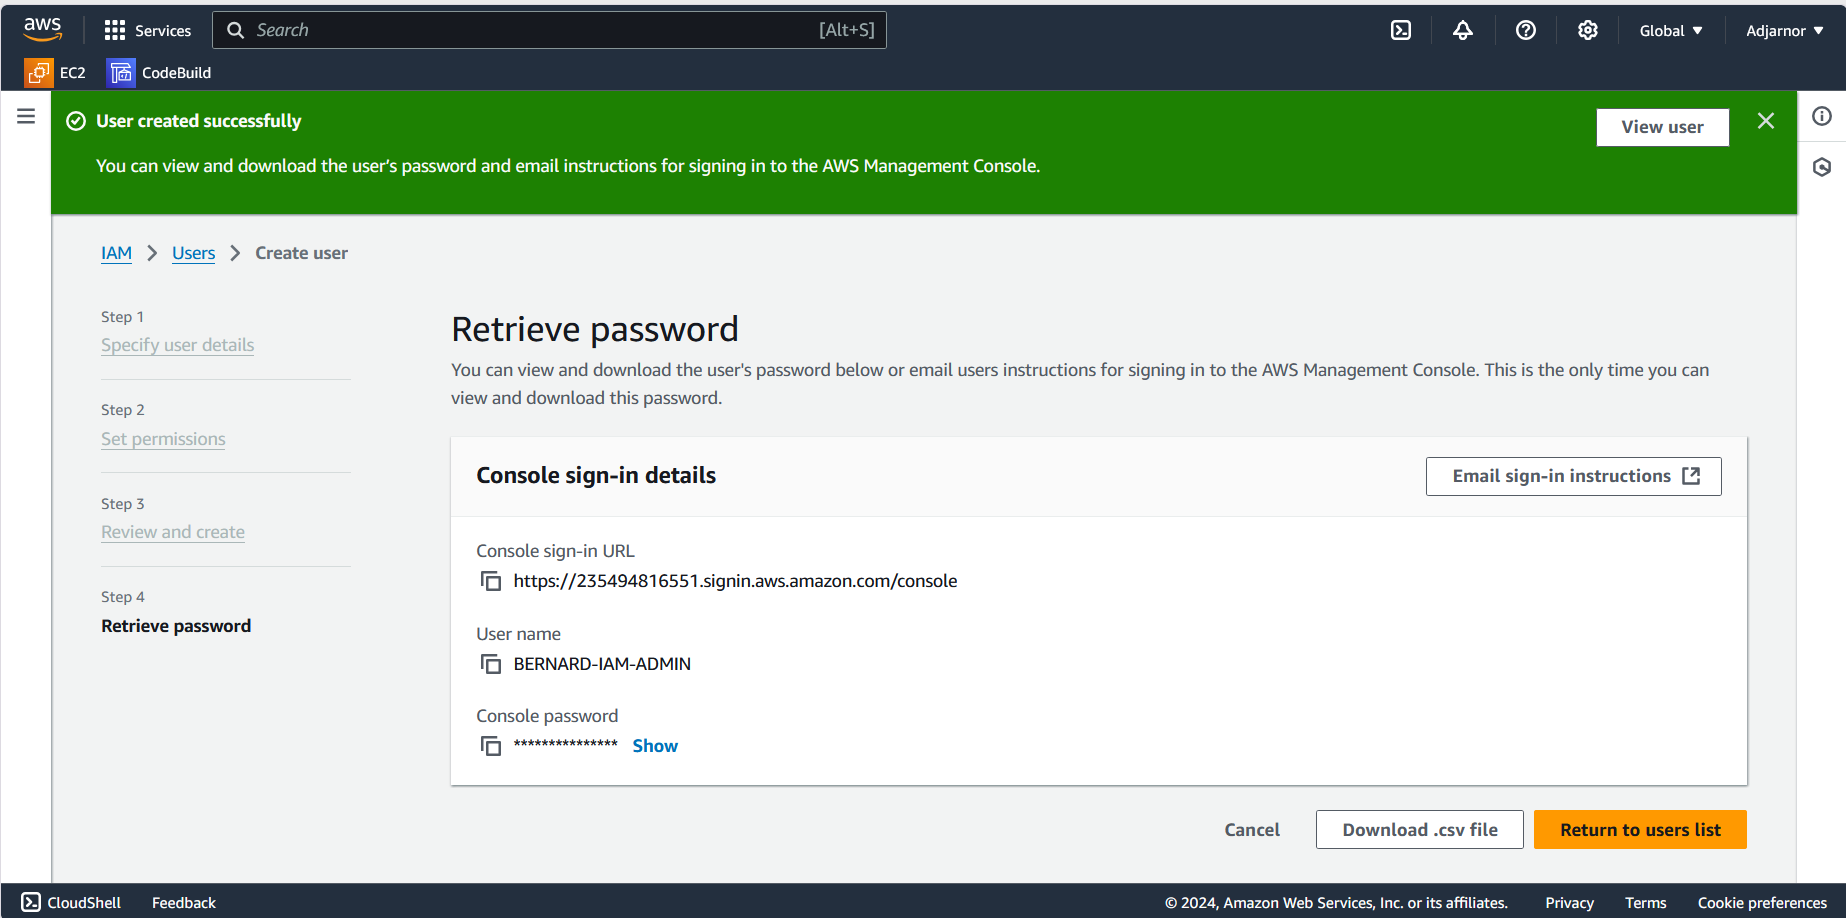 aws
Services
Search
[Alt+S]
Global
Adjarnor
EC2
CodeBuild
User created successfully
View user
You can view and download the user's password and email instructions for signing in to the AWS Management Console.
IAM
Users
Create user
Step 1
Specify user details
Step 2
Set permissions
Step 3
Review and create
Step 4
Retrieve password
Retrieve password
You can view and download the user's password below or email users instructions for signing in to the AWS Management Console. This is the only time you can
view and download this password.
Console sign-in details
Email sign-in instructions
Console sign-in URL
https://235494816551.signin.aws.amazon.com/console
User name
BERNARD-IAM-ADMIN
Console password
*************** Show
Cancel
Download .csv file
Return to users list
CloudShell
Feedback
© 2024, Amazon Web Services, Inc. or its affiliates.
Privacy
Terms
Cookie preferences